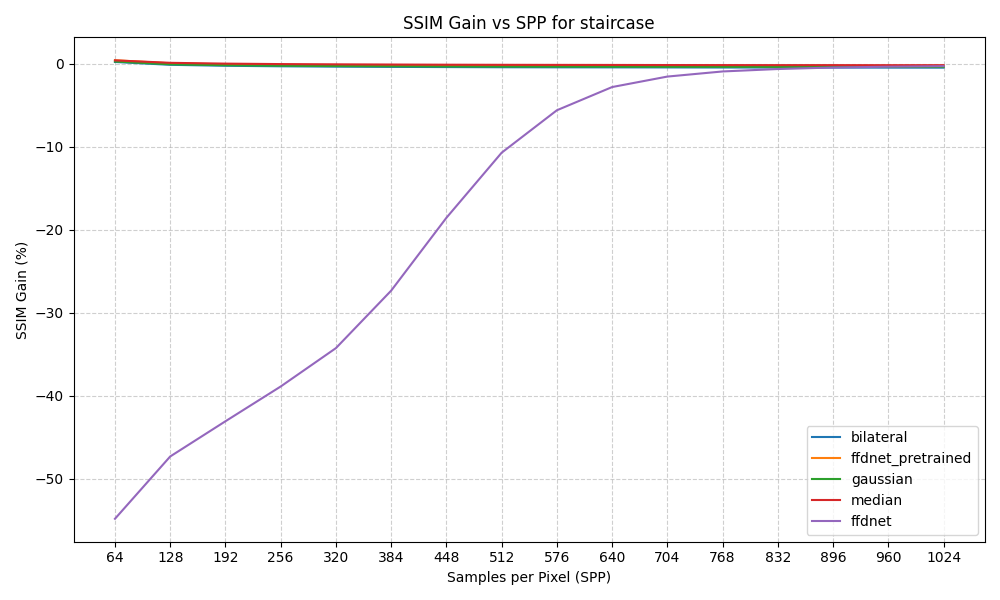 SSIM Gain vs SPP for staircase
SSIM Gain (%)
0
−10
−20
−30
−40
−50
64 128 192 256 320 384 448 512 576 640 704 768 832 896 960 1024
Samples per Pixel (SPP)
bilateral
ffdnet_pretrained
gaussian
median
ffdnet